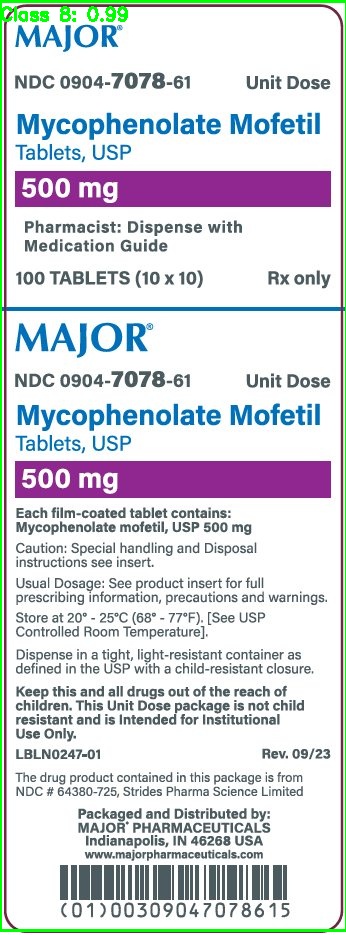 Class 8: 0.99
MAJOR®
NDC 0904-7078-61 Unit Dose
Mycophenolate Mofetil
Tablets, USP
500 mg
Pharmacist: Dispense with
Medication Guide
100 TABLETS (10 x 10) Rx only
MAJOR®
NDC 0904-7078-61 Unit Dose
Mycophenolate Mofetil
Tablets, USP
500 mg
Each film-coated tablet contains:
Mycophenolate mofetil, USP 500 mg
Caution: Special handling and Disposal
instructions see insert.
Usual Dosage: See product insert for full
prescribing information, precautions and warnings.
Store at 20° - 25°C (68° - 77°F). [See USP
Controlled Room Temperature].
Dispense in a tight, light-resistant container as
defined in the USP with a child-resistant closure.
Keep this and all drugs out of the reach of
children. This Unit Dose package is not child
resistant and is Intended for Institutional
Use Only.
LBLN0247-01 Rev. 09/23
The drug product contained in this package is from
NDC # 64380-725, Strides Pharma Science Limited
Packaged and Distributed by:
MAJOR® PHARMACEUTICALS
Indianapolis, IN 46268 USA
www.majorpharmaceuticals.com
(01)00309047078615